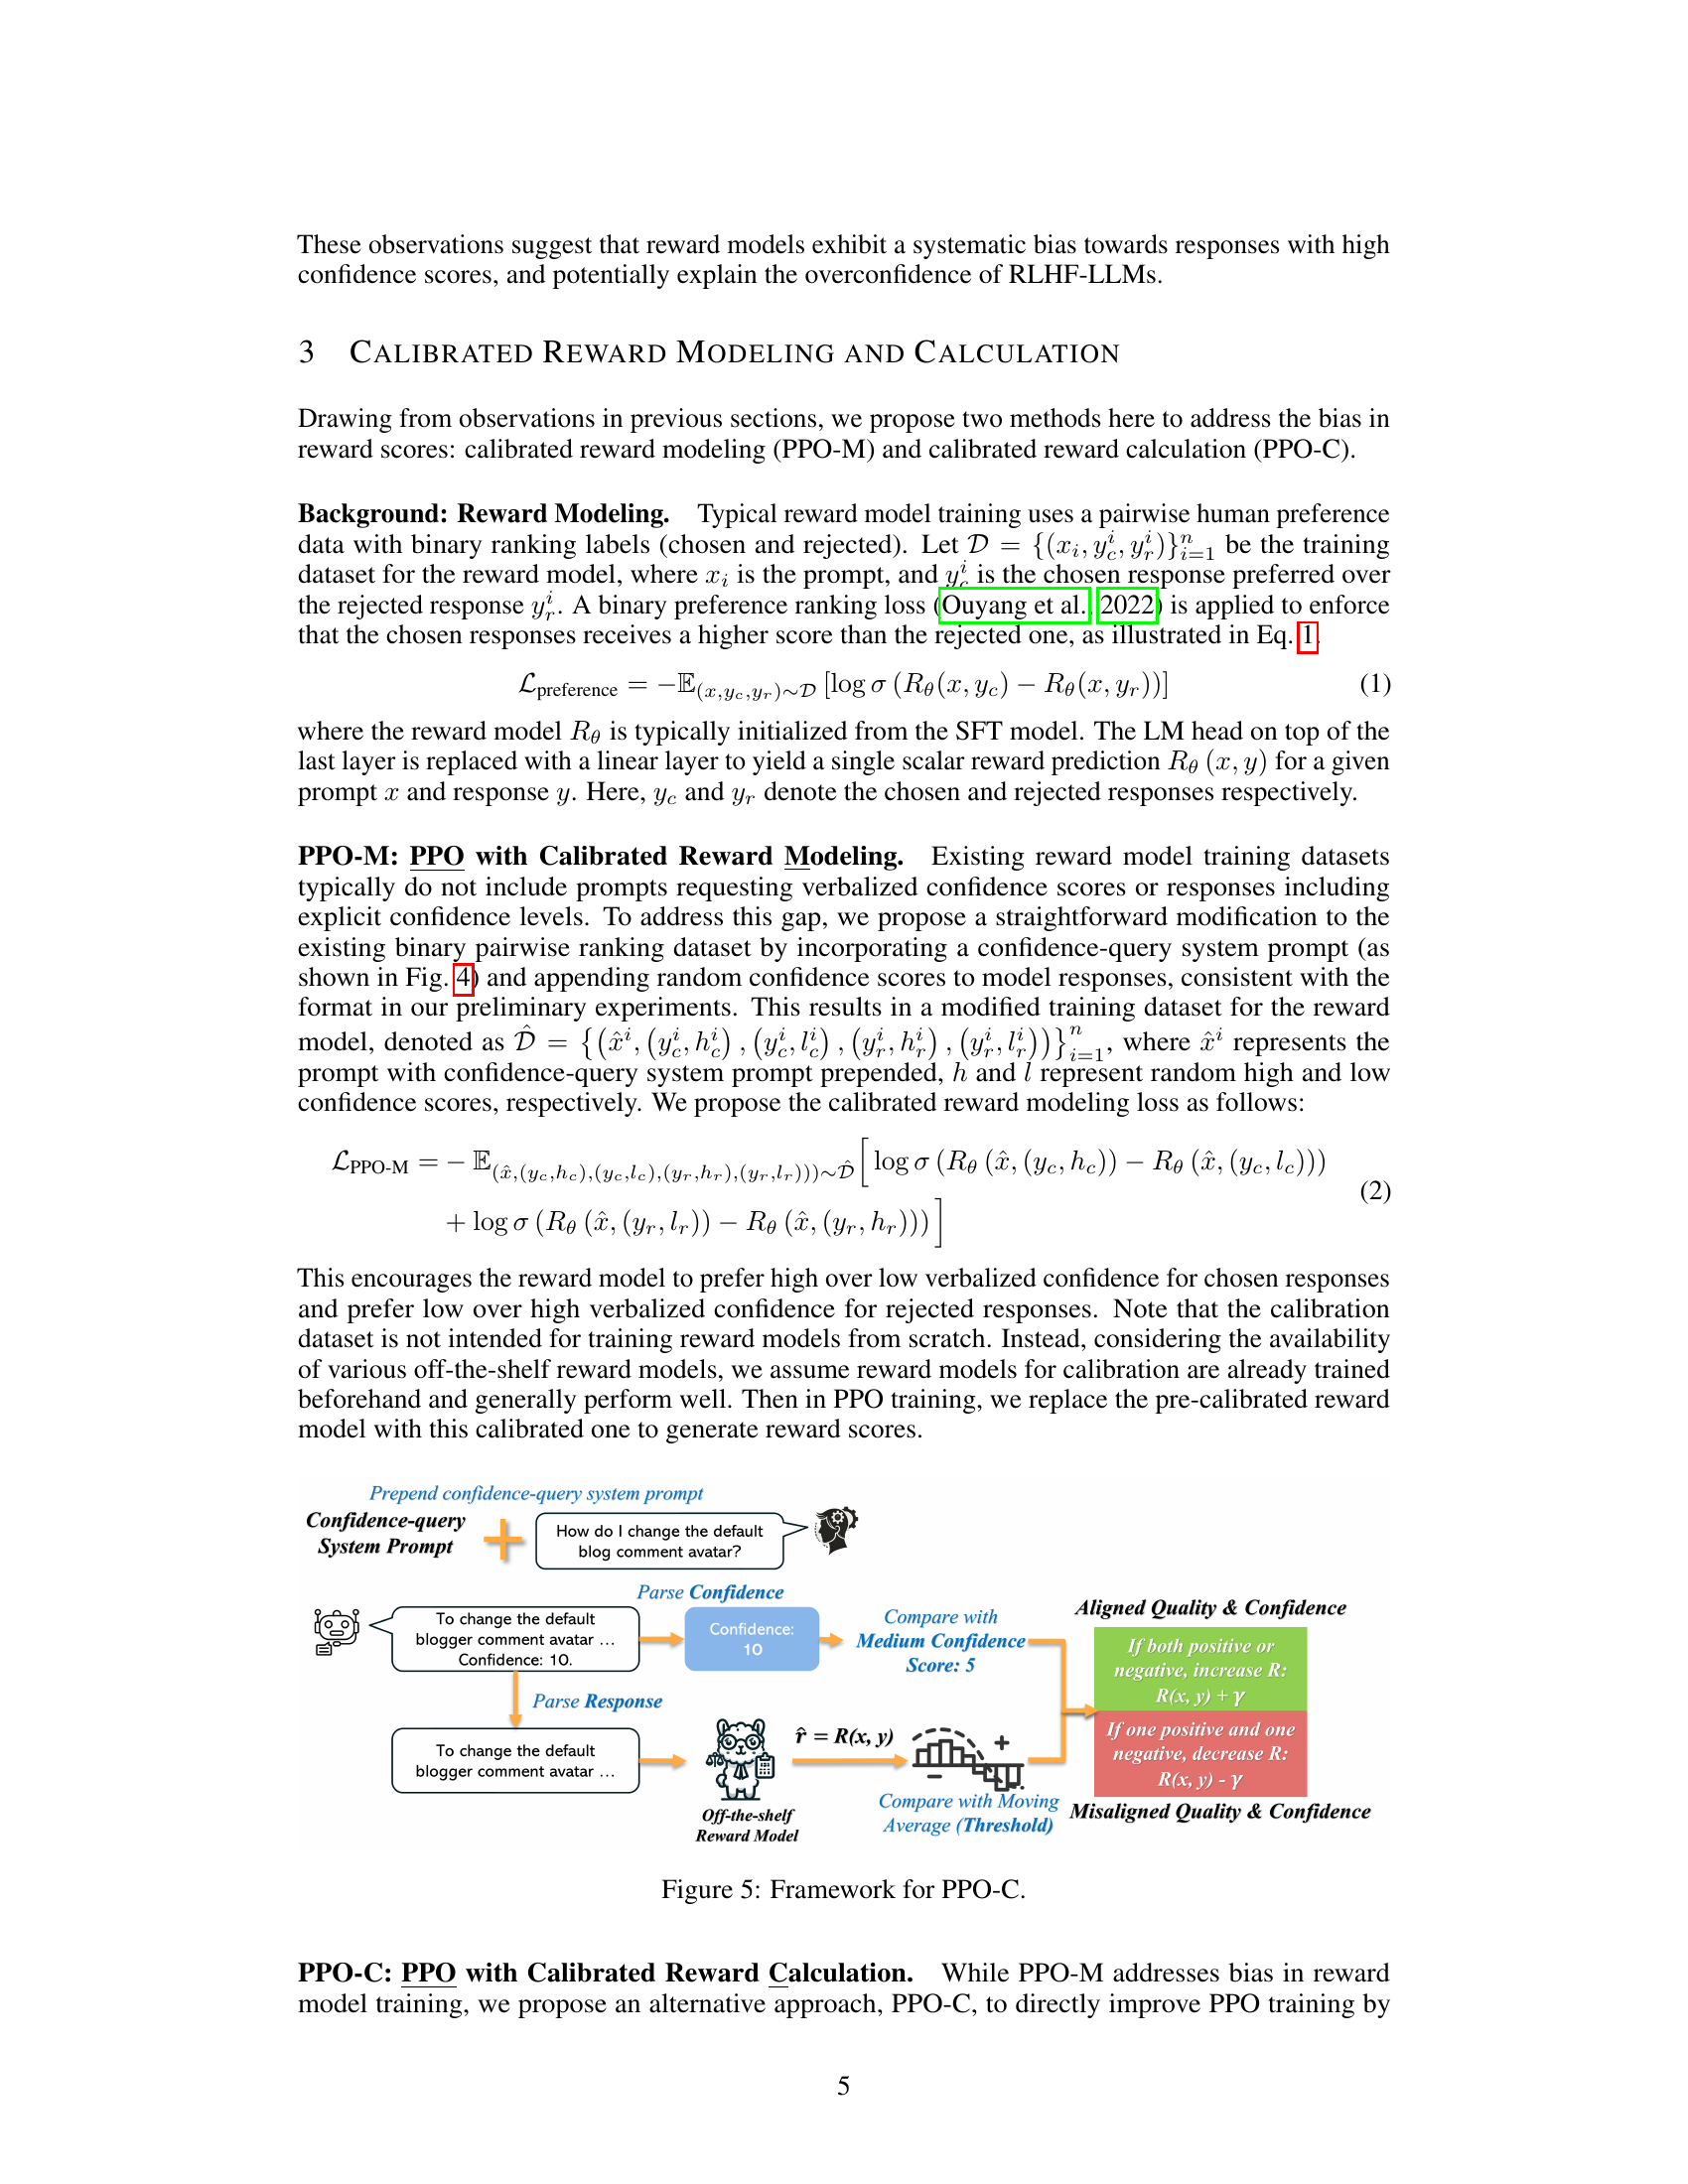 These observations suggest that reward models exhibit a systematic bias towards responses with high
confidence scores, and potentially explain the overconfidence of RLHF-LLMs.
3 CALIBRATED REWARD MODELING AND CALCULATION
Drawing from observations in previous sections, we propose two methods here to address the bias in
reward scores: calibrated reward modeling (PPO-M) and calibrated reward calculation (PPO-C).
Background: Reward Modeling. Typical reward model training uses a pairwise human preference
data with binary ranking labels (chosen and rejected). Let $\mathcal{D} = \{(x_i, y_c^i, y_r^i)\}_{i=1}^n$ be the training
dataset for the reward model, where $x_i$ is the prompt, and $y_c^i$ is the chosen response preferred over
the rejected response $y_r^i$. A binary preference ranking loss (Ouyang et al., 2022) is applied to enforce
that the chosen responses receives a higher score than the rejected one, as illustrated in Eq. 1.
$\mathcal{L}_{\text{preference}} = -\mathbb{E}_{(x,y_c,y_r)\sim\mathcal{D}} [\log \sigma (R_\theta(x, y_c) - R_\theta(x, y_r))]$ (1)
where the reward model $R_\theta$ is typically initialized from the SFT model. The LM head on top of the
last layer is replaced with a linear layer to yield a single scalar reward prediction $R_\theta (x, y)$ for a given
prompt $x$ and response $y$. Here, $y_c$ and $y_r$ denote the chosen and rejected responses respectively.
PPO-M: PPO with Calibrated Reward Modeling. Existing reward model training datasets
typically do not include prompts requesting verbalized confidence scores or responses including
explicit confidence levels. To address this gap, we propose a straightforward modification to the
existing binary pairwise ranking dataset by incorporating a confidence-query system prompt (as
shown in Fig. 4) and appending random confidence scores to model responses, consistent with the
format in our preliminary experiments. This results in a modified training dataset for the reward
model, denoted as $\hat{\mathcal{D}} = \{(\hat{x}^i, (y_c^i, h_c^i), (y_c^i, l_c^i), (y_r^i, h_r^i), (y_r^i, l_r^i))\}_{i=1}^n$, where $\hat{x}^i$ represents the
prompt with confidence-query system prompt prepended, $h$ and $l$ represent random high and low
confidence scores, respectively. We propose the calibrated reward modeling loss as follows:
$\mathcal{L}_{\text{PPO-M}} = - \mathbb{E}_{(\hat{x},(y_c,h_c),(y_c,l_c),(y_r,h_r),(y_r,l_r)))\sim\hat{\mathcal{D}}} \Big[ \log \sigma (R_\theta (\hat{x}, (y_c, h_c)) - R_\theta (\hat{x}, (y_c, l_c)))$
$+ \log \sigma (R_\theta (\hat{x}, (y_r, l_r)) - R_\theta (\hat{x}, (y_r, h_r))) \Big]$ (2)
This encourages the reward model to prefer high over low verbalized confidence for chosen responses
and prefer low over high verbalized confidence for rejected responses. Note that the calibration
dataset is not intended for training reward models from scratch. Instead, considering the availability
of various off-the-shelf reward models, we assume reward models for calibration are already trained
beforehand and generally perform well. Then in PPO training, we replace the pre-calibrated reward
model with this calibrated one to generate reward scores.
Prepend confidence-query system prompt
Confidence-query
System Prompt
How do I change the default
blog comment avatar?
Parse Confidence
To change the default
blogger comment avatar ...
Confidence: 10.
Confidence:
10
Compare with
Medium Confidence
Score: 5
Aligned Quality & Confidence
If both positive or
negative, increase R:
R(x, y) + γ
Parse Response
To change the default
blogger comment avatar ...
Off-the-shelf
Reward Model
r̂ = R(x, y)
+
−
Compare with Moving
Average (Threshold)
If one positive and one
negative, decrease R:
R(x, y) - γ
Misaligned Quality & Confidence
Figure 5: Framework for PPO-C.
PPO-C: PPO with Calibrated Reward Calculation. While PPO-M addresses bias in reward
model training, we propose an alternative approach, PPO-C, to directly improve PPO training by
5